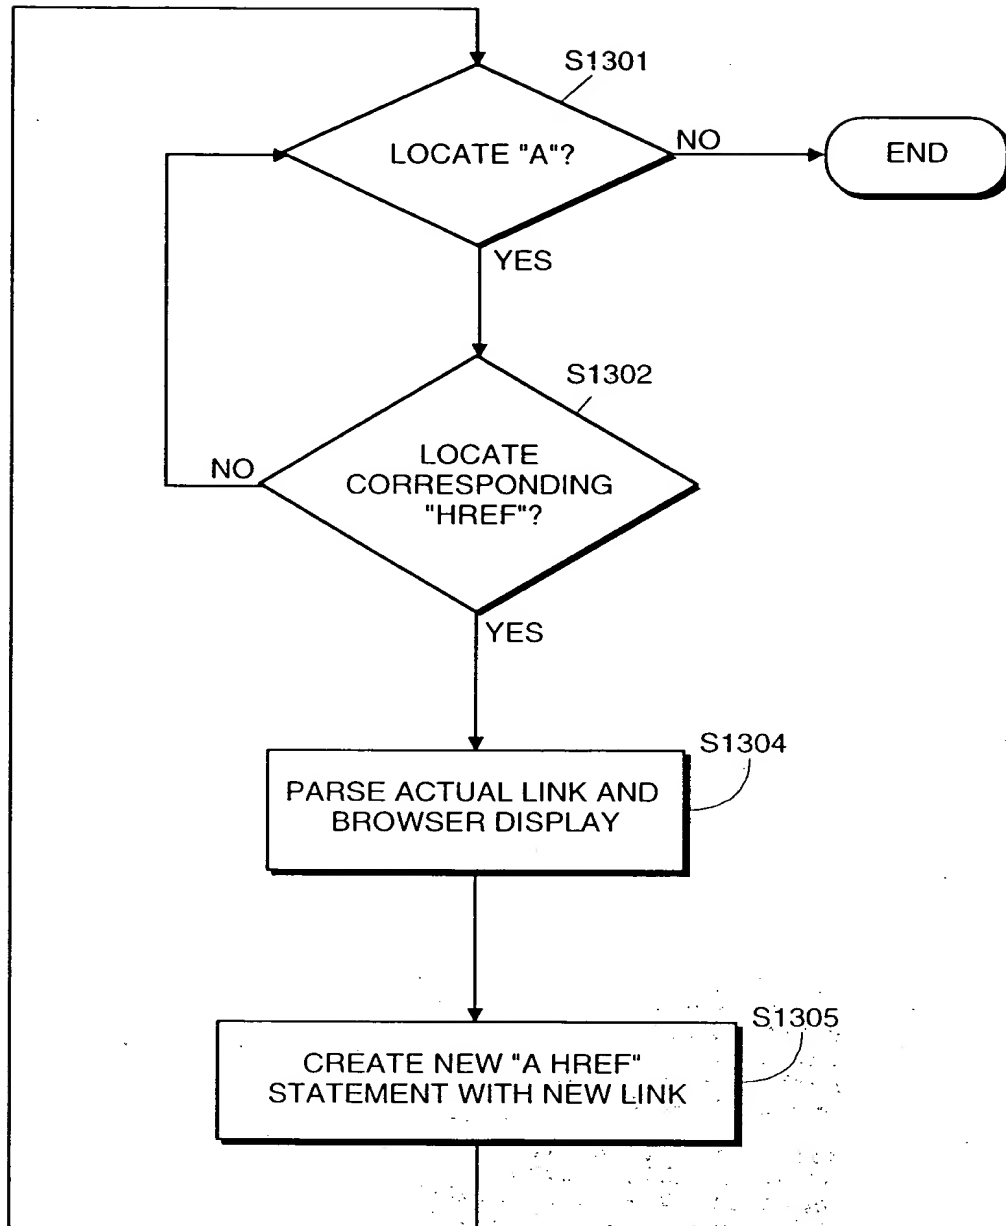 S1301
LOCATE "A"?
NO
END
YES
S1302
LOCATE
CORRESPONDING
"HREF"?
NO
YES
S1304
PARSE ACTUAL LINK AND
BROWSER DISPLAY
S1305
CREATE NEW "A HREF"
STATEMENT WITH NEW LINK